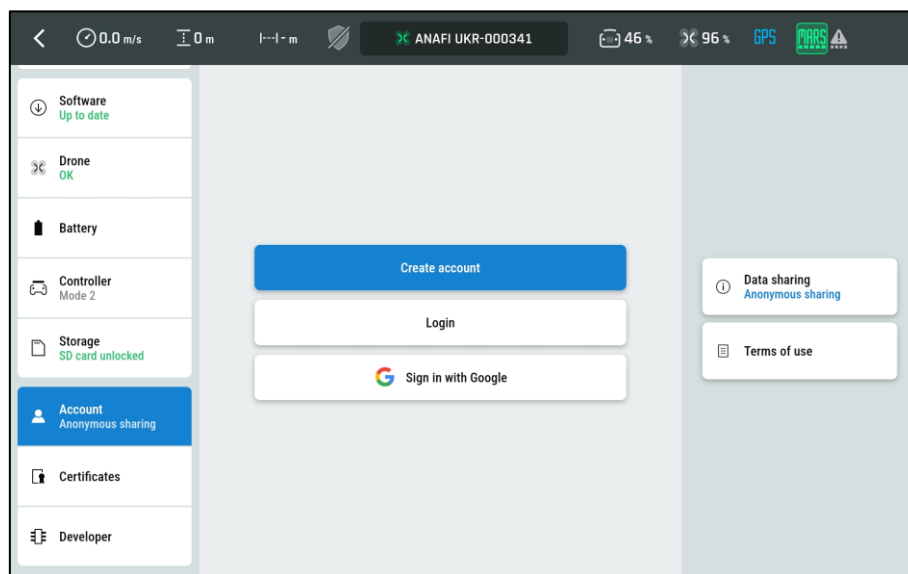 0.0 m/s
0 m
- m
ANAFI UKR-000341
46 %
96 %
GPS
MARS
Software
Up to date
Drone
OK
Battery
Controller
Mode 2
Storage
SD card unlocked
Account
Anonymous sharing
Certificates
Developer
Create account
Login
Sign in with Google
Data sharing
Anonymous sharing
Terms of use